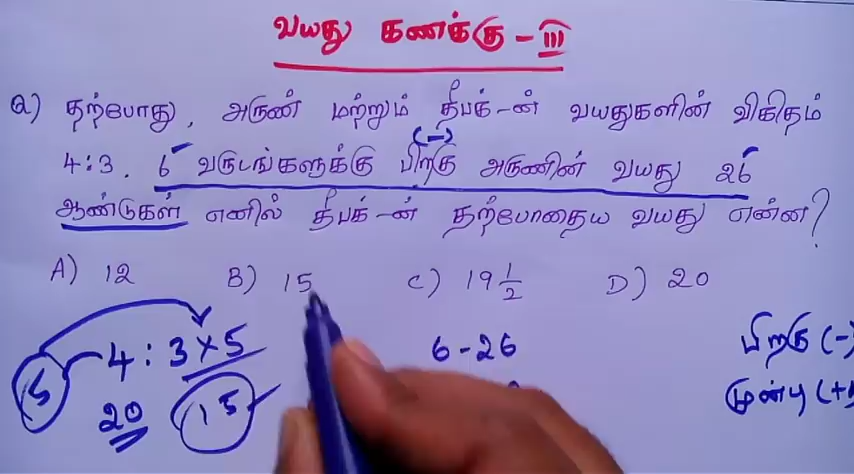 வயது கணக்கு - III
Q) தற்போது, அருண் மற்றும் தீபக்-ன் வயதுகளின் விகிதம்
(-)
4:3. 6 வருடங்களுக்கு பிறகு அருணின் வயது 26
ஆண்டுகள் எனில் தீபக்-ன் தற்போதைய வயது என்ன?
A) 12 B) 15 C) 19 1/2 D) 20
5 4 : 3 × 5 6 - 26 பிறகு (-)
20 15 முன்பு (+)